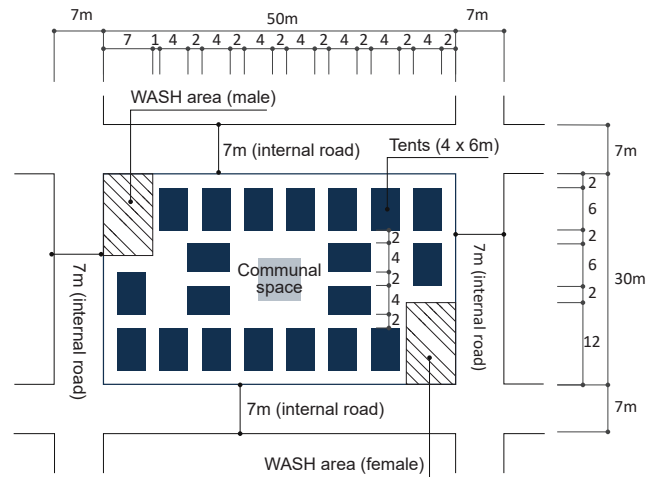 7m
50m
7m
7
1
4
2
4
2
4
2
4
2
4
2
4
2
4
2
WASH area (male)
7m (internal road)
Tents (4 x 6m)
7m
2
6
2
6
2
12
30m
7m
2
4
2
4
2
Communal
space
7m (internal road)
7m (internal road)
7m (internal road)
WASH area (female)